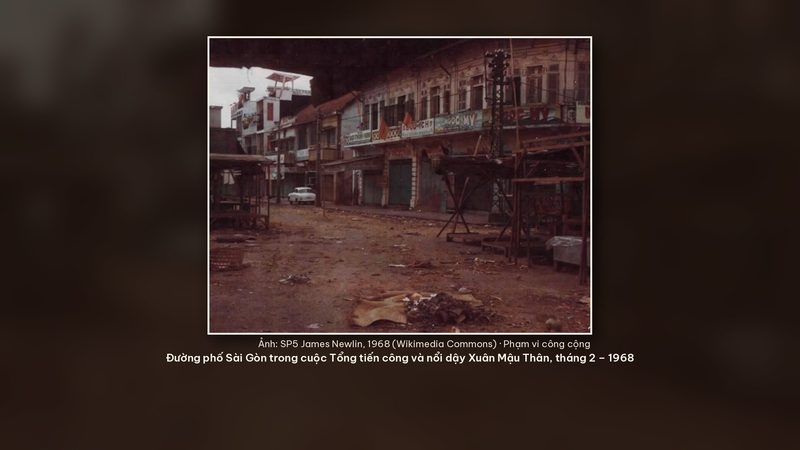 Ảnh: SP5 James Newlin, 1968 (Wikimedia Commons) · Phạm vi công cộng
Đường phố Sài Gòn trong cuộc Tổng tiến công và nổi dậy Xuân Mậu Thân, tháng 2 – 1968